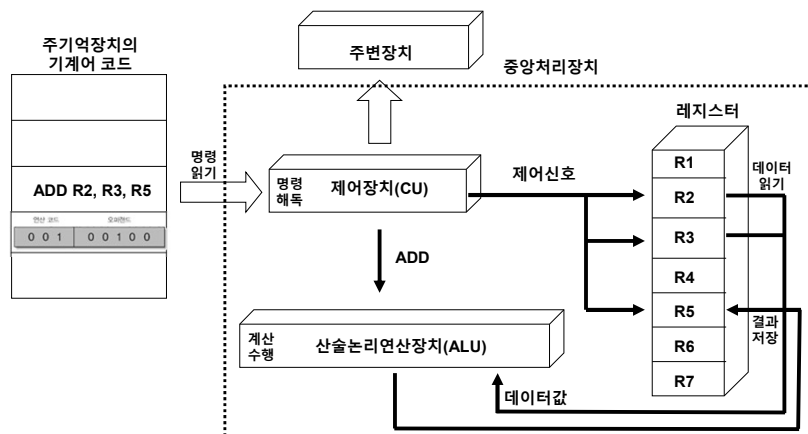 주기억장치의
기계어 코드
주변장치
중앙처리장치
레지스터
명령
읽기
ADD R2, R3, R5
연산 코드
오퍼랜드
0 0 1
0 0 1 0 0
명령
해독
제어장치(CU)
제어신호
R1
R2
R3
R4
R5
R6
R7
데이터
읽기
ADD
계산
수행
산술논리연산장치(ALU)
결과
저장
데이터값